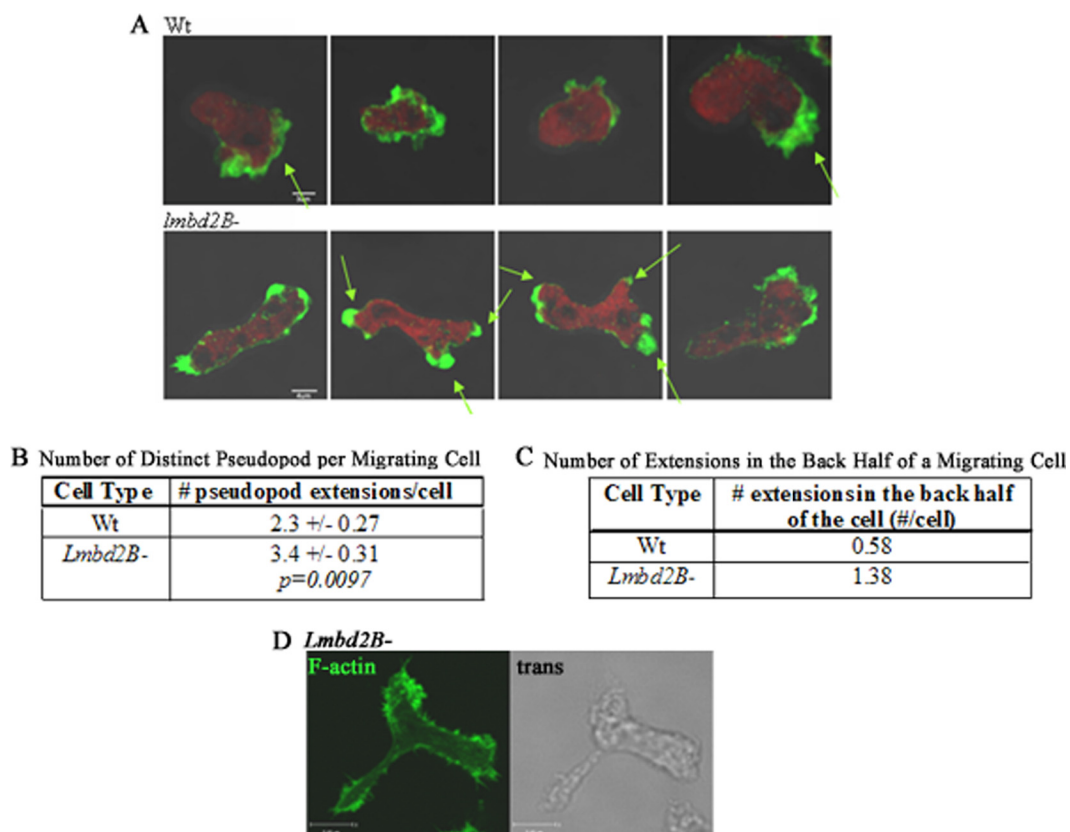 A Wt
lmbd2B-
B Number of Distinct Pseudopod per Migrating Cell
Cell Type # pseudopod extensions/cell
Wt 2.3 +/- 0.27
Lmbd2B- 3.4 +/- 0.31
p=0.0097
C Number of Extensions in the Back Half of a Migrating Cell
Cell Type # extensions in the back half
of the cell (#/cell)
Wt 0.58
Lmbd2B- 1.38
D Lmbd2B-
F-actin trans